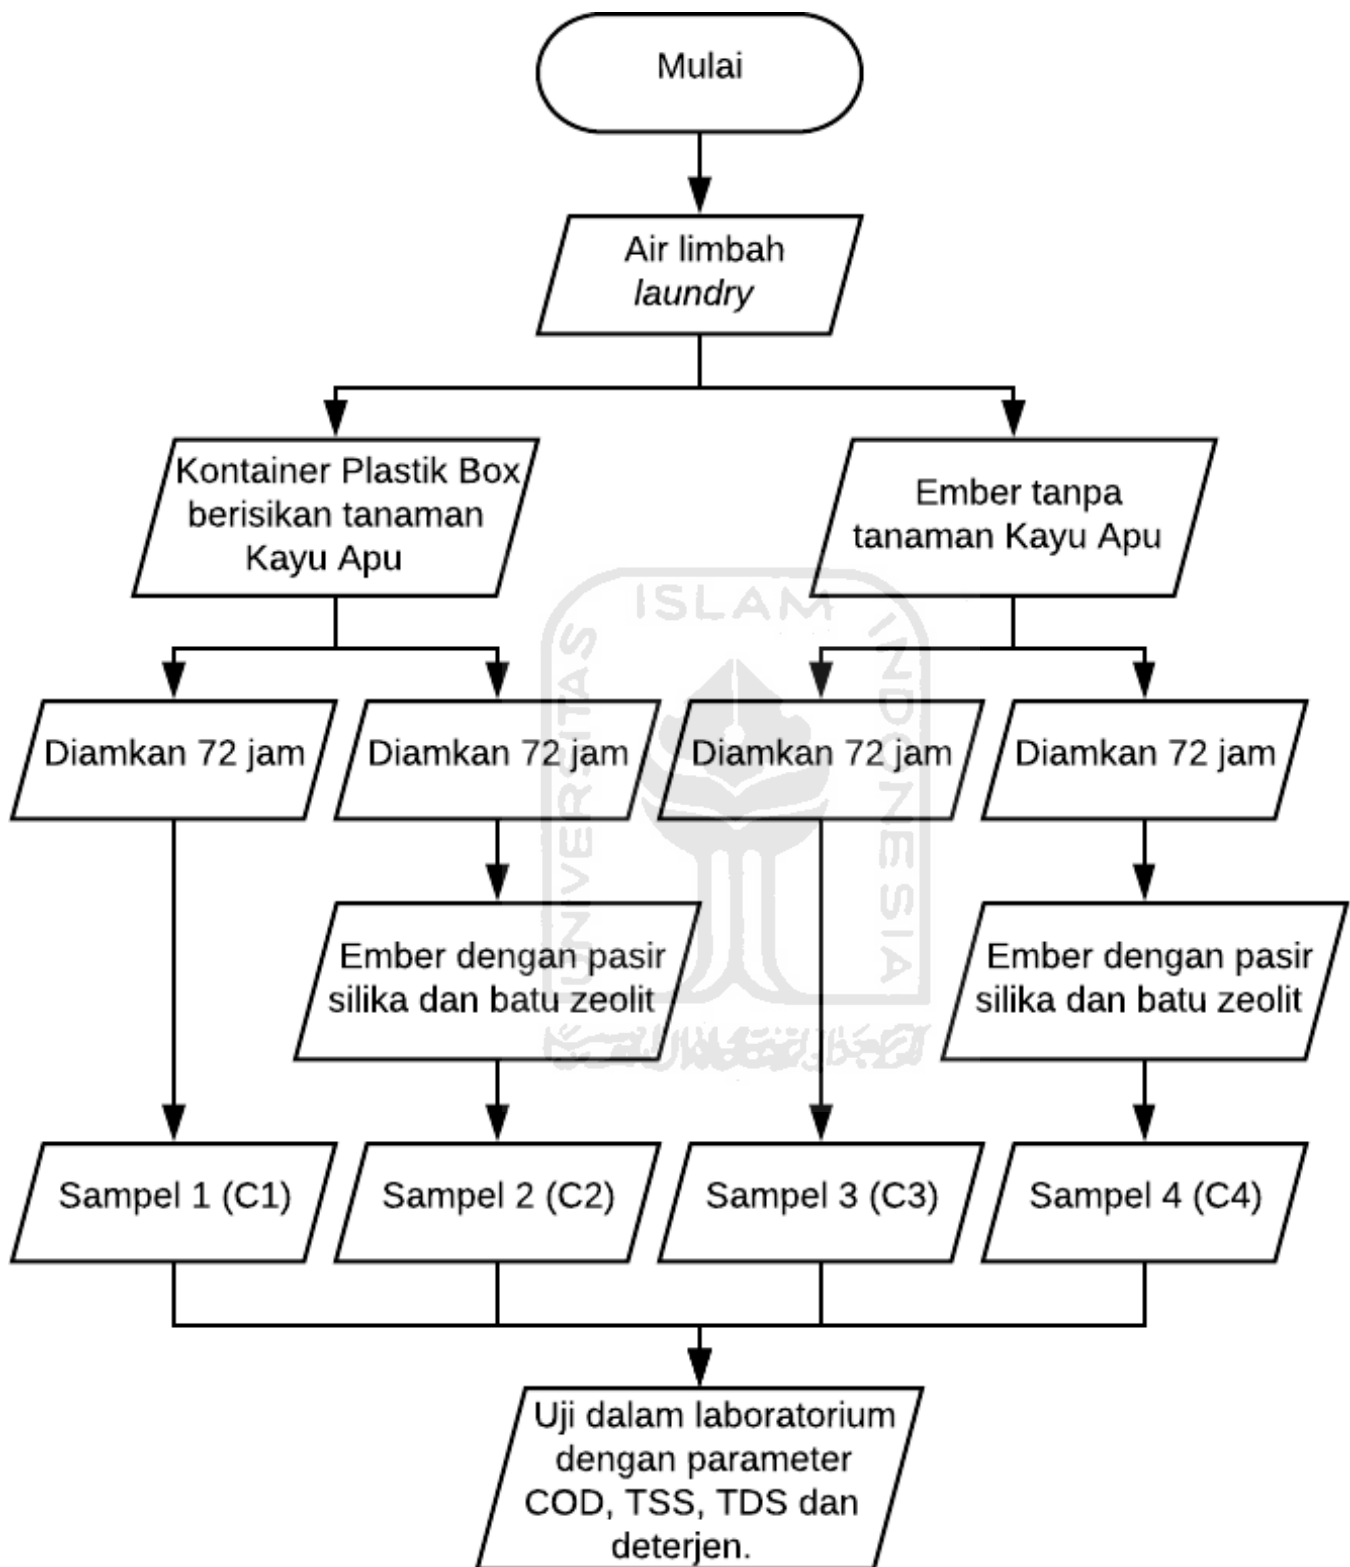 Mulai
Air limbah
laundry
Kontainer Plastik Box
berisikan tanaman
Kayu Apu
Ember tanpa
tanaman Kayu Apu
Diamkan 72 jam
Diamkan 72 jam
Diamkan 72 jam
Diamkan 72 jam
Ember dengan pasir
silika dan batu zeolit
Ember dengan pasir
silika dan batu zeolit
Sampel 1 (C1)
Sampel 2 (C2)
Sampel 3 (C3)
Sampel 4 (C4)
Uji dalam laboratorium
dengan parameter
COD, TSS, TDS dan
deterjen.
UNIVERSITAS
ISLAM
INDONESIA